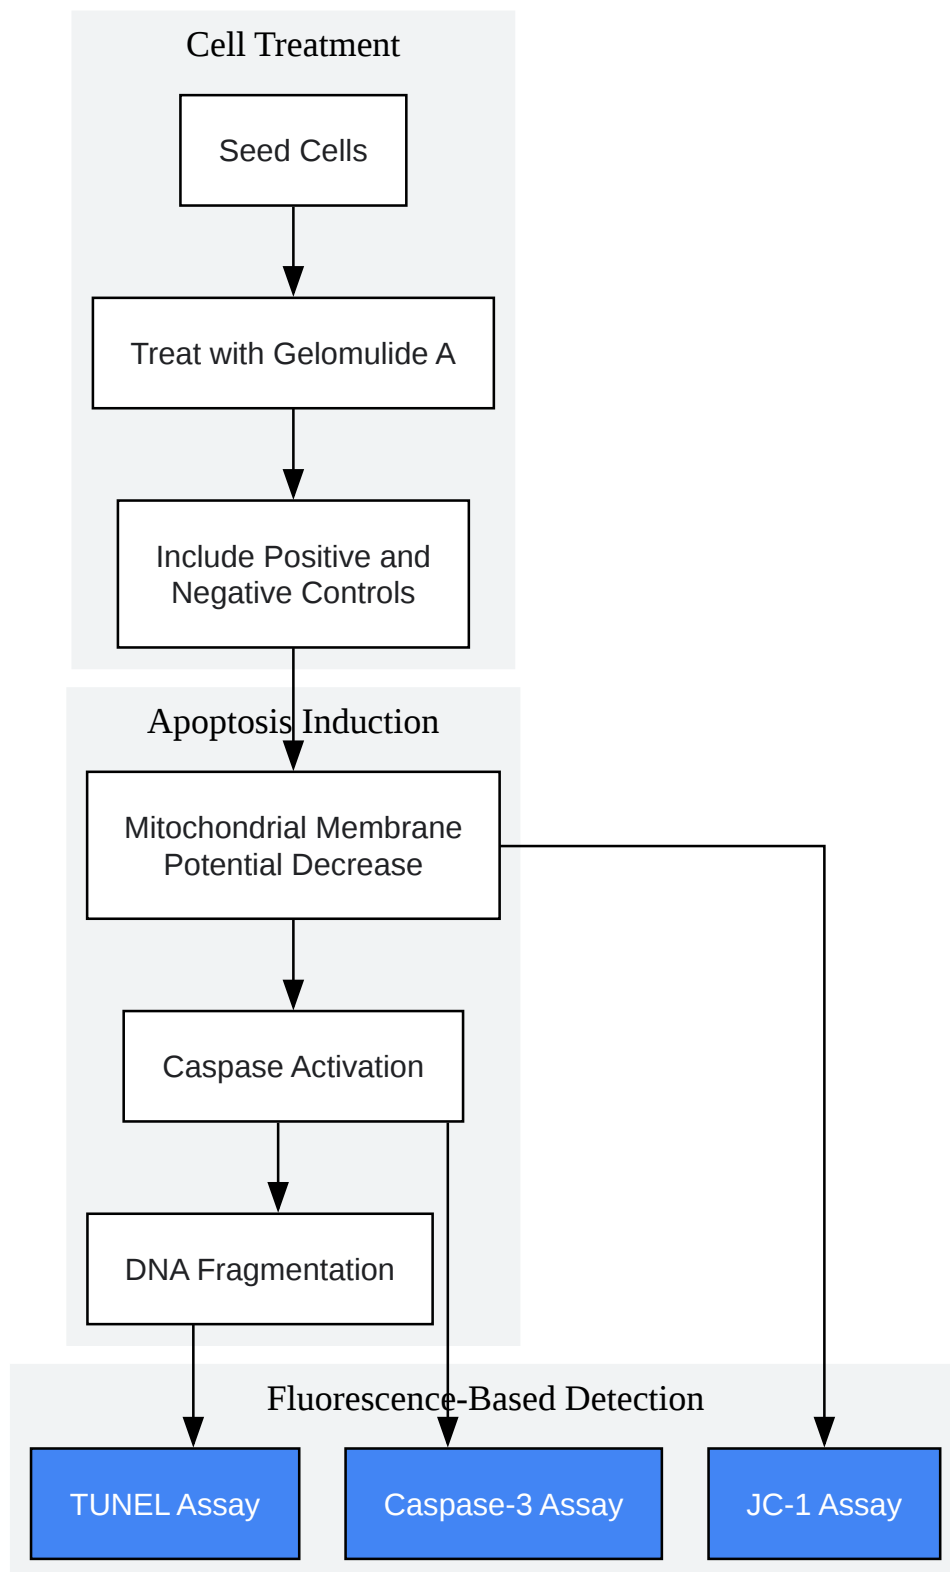 Cell Treatment
Seed Cells
Treat with Gelomulide A
Include Positive and
Negative Controls
Apoptosis Induction
Mitochondrial Membrane
Potential Decrease
Caspase Activation
DNA Fragmentation
Fluorescence-Based Detection
TUNEL Assay
Caspase-3 Assay
JC-1 Assay